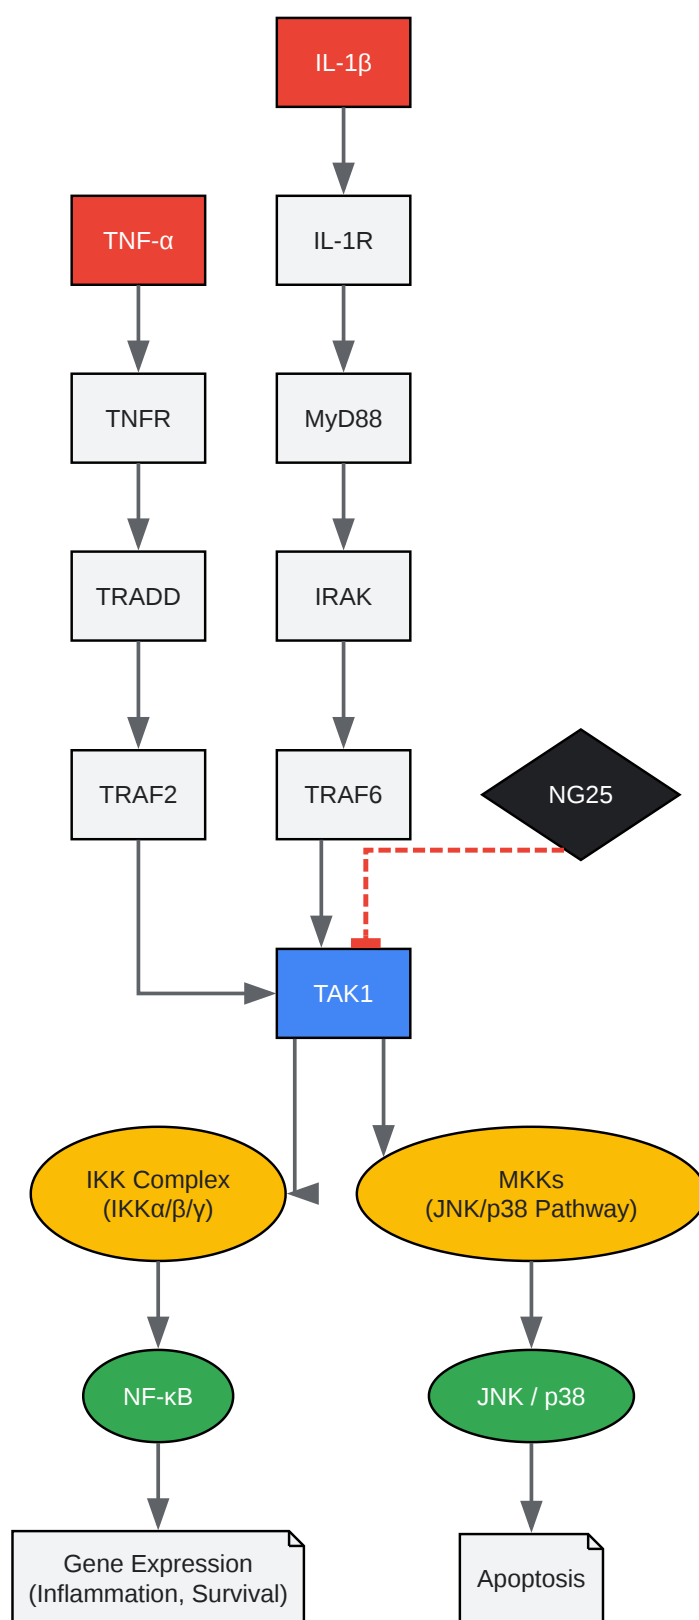 IL-1β
TNF-α
IL-1R
TNFR
MyD88
TRADD
IRAK
TRAF2
TRAF6
NG25
TAK1
IKK Complex
(IKKα/β/γ)
MKKs
(JNK/p38 Pathway)
NF-κB
JNK / p38
Gene Expression
(Inflammation, Survival)
Apoptosis